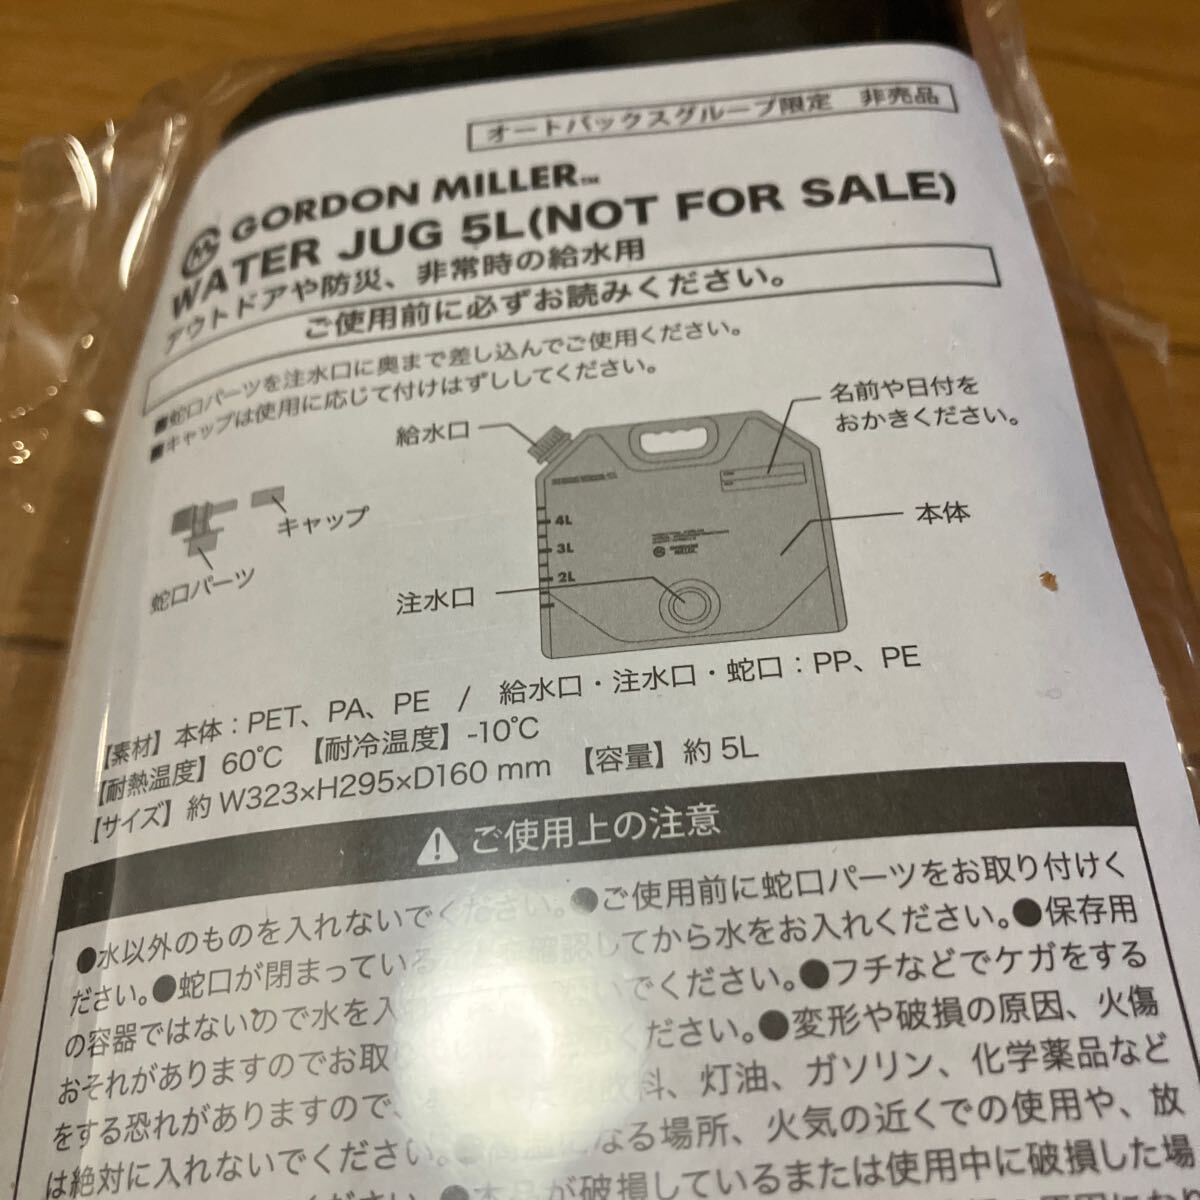 オートバックスグループ限定 非売品
GORDON MILLER™
WATER JUG 5L(NOT FOR SALE)
アウトドアや防災、非常時の給水用
ご使用前に必ずお読みください。
■蛇口パーツを注水口に奥まで差し込んでご使用ください。
■キャップは使用に応じて付けはずししてください。
給水口
名前や日付を
おかきください。
キャップ
蛇口パーツ
4L
3L
2L
GORDON
MILLER
本体
注水口
【素材】本体：PET、PA、PE / 給水口・注水口・蛇口：PP、PE
【耐熱温度】60℃ 【耐冷温度】-10℃
【サイズ】約 W323×H295×D160 mm 【容量】約 5L
ご使用上の注意
●水以外のものを入れないでください。●ご使用前に蛇口パーツをお取り付けく
ださい。●蛇口が閉まっている 確認してから水をお入れください。●保存用
の容器ではないので水を入 でください。●フチなどでケガをする
おそれがありますのでお取 ください。●変形や破損の原因、火傷
をする恐れがありますので、 飲料、灯油、ガソリン、化学薬品など
は絶対に入れないでください。 なる場所、火気の近くでの使用や、放
ください。●本品が破損しているまたは使用中に破損した場